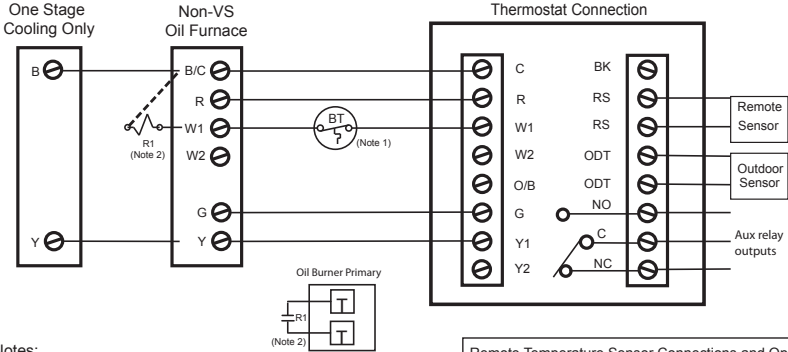 One Stage
Cooling Only
Non-VS
Oil Furnace
Thermostat Connection
B
Y
B/C
R
W1
W2
G
Y
R1
(Note 2)
BT
(Note 1)
C
R
W1
W2
O/B
G
Y1
Y2
BK
RS
RS
ODT
ODT
NO
C
NC
Remote
Sensor
Outdoor
Sensor
Aux relay
outputs
Oil Burner Primary
T
T
R1
(Note 2)
Notes:
Remote Temperature Sensor Connections and Op